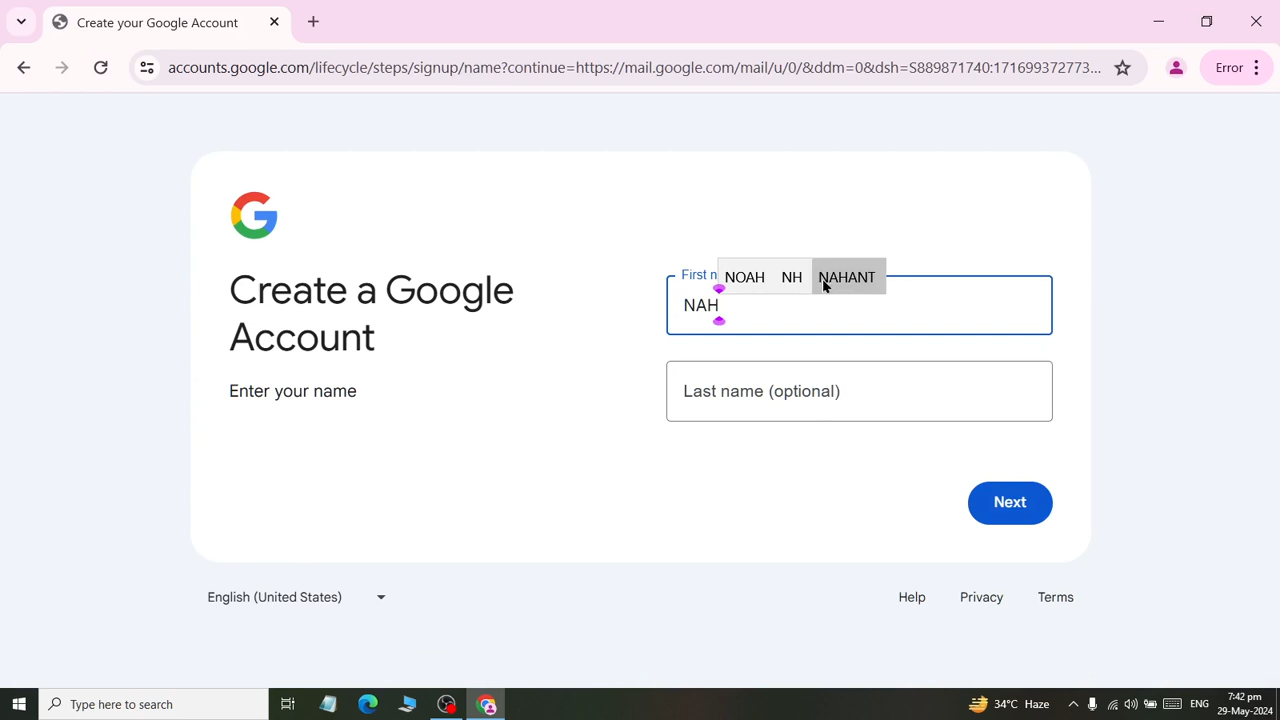 Create your Google Account
accounts.google.com/lifecycle/steps/signup/name?continue=https://mail.google.com/mail/u/0/&ddm=0&dsh=S889871740:171699372773...
Error
Create a Google
Account
Enter your name
First n
NOAH NH NAHANT
NAH
Last name (optional)
Next
English (United States)
Help Privacy Terms
Type here to search
34°C Haze
ENG
7:42 pm
29-May-2024